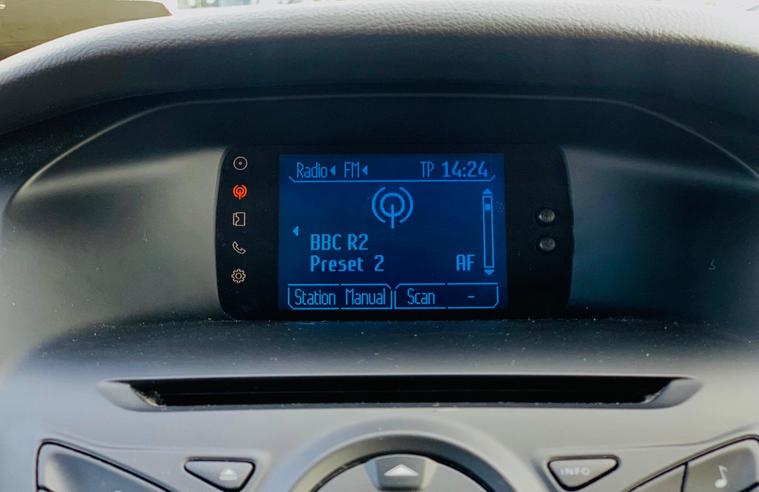 Radio FM TP 14:24
BBC R2
Preset 2 AF
Station Manual Scan -
INFO